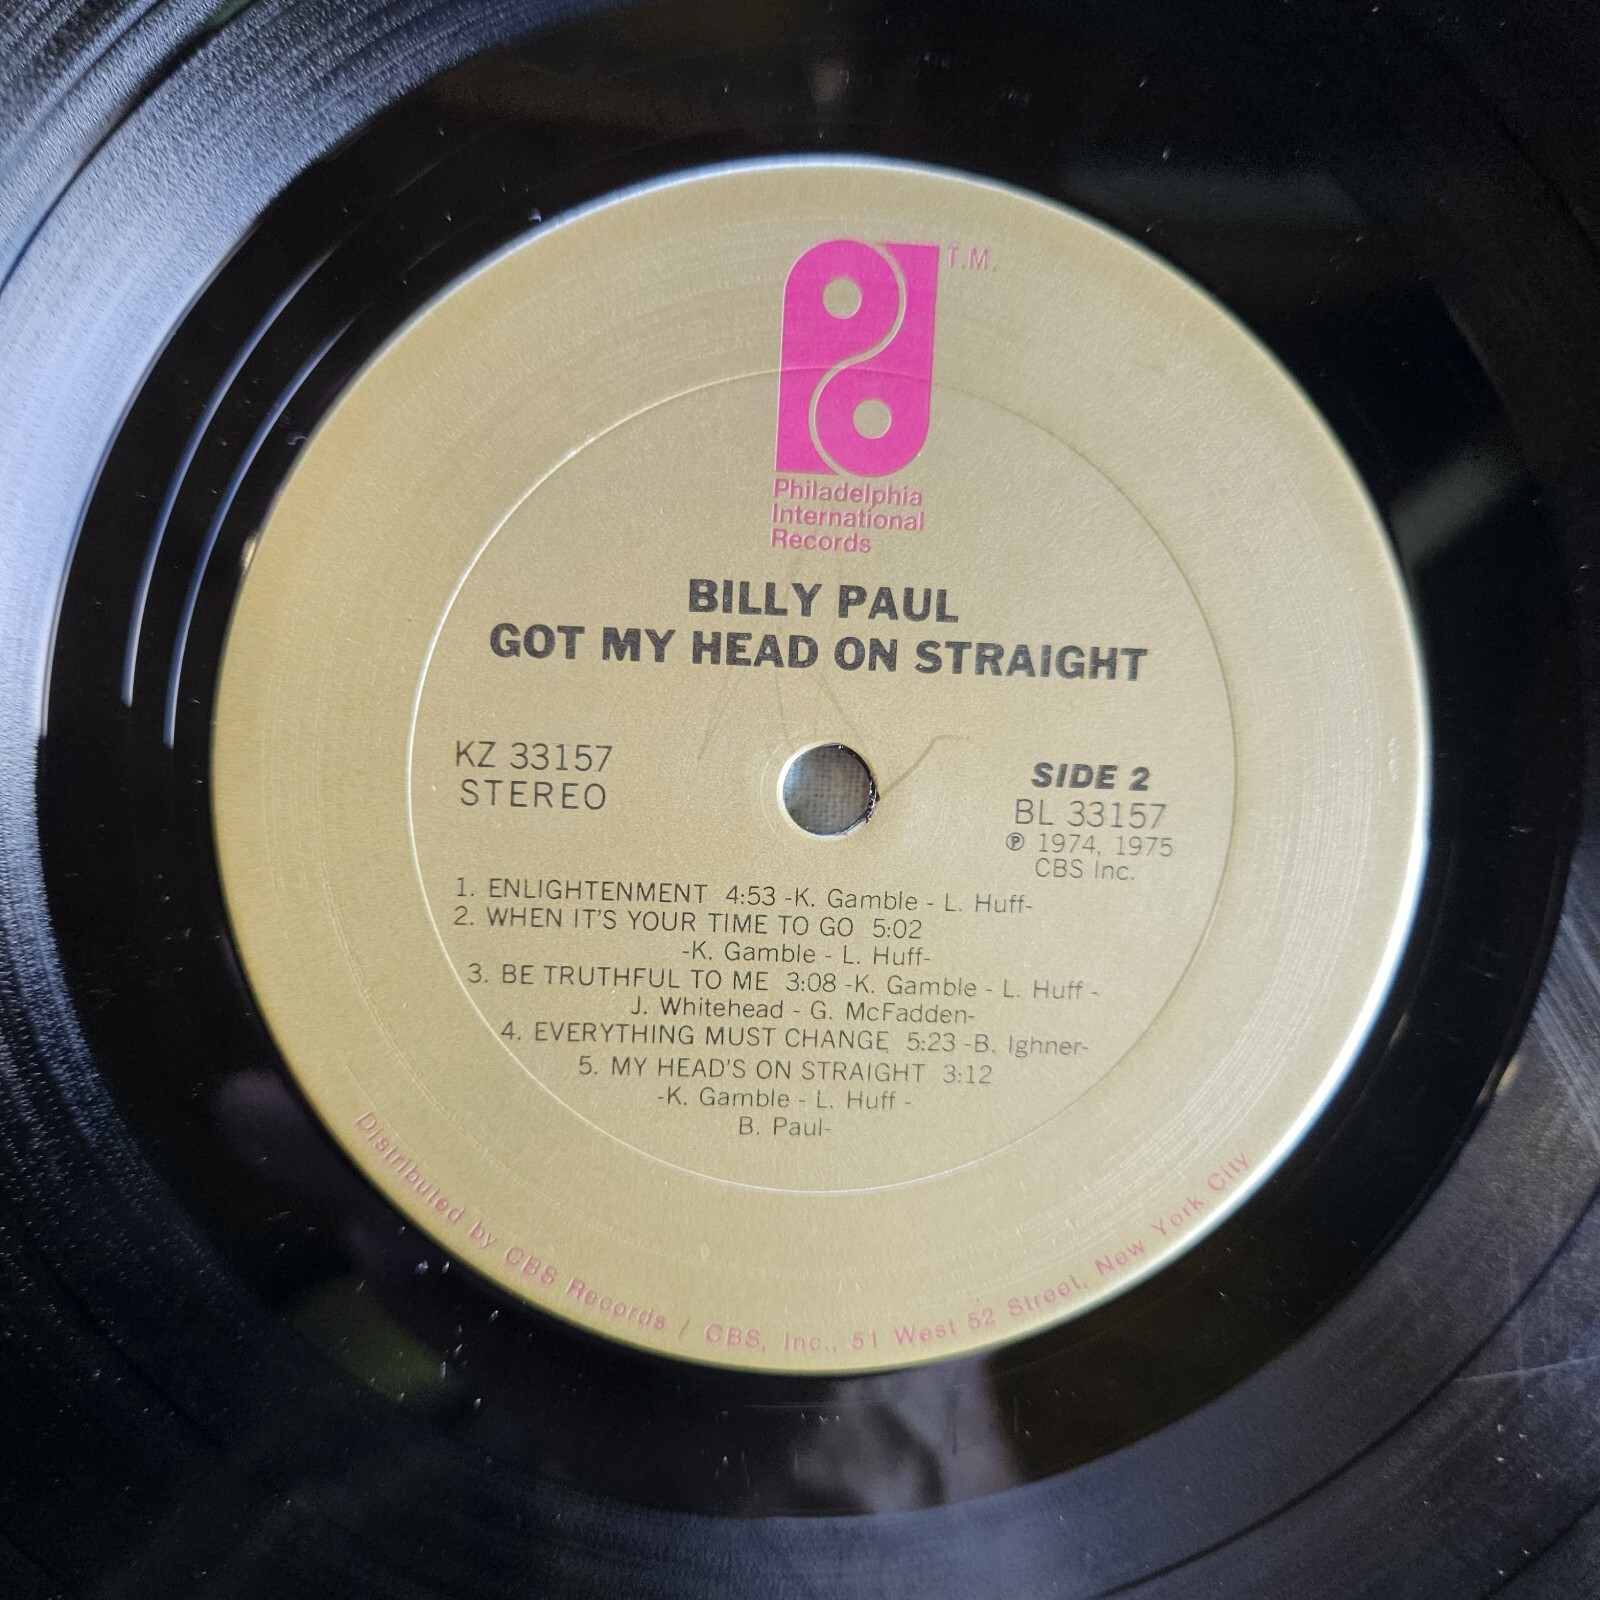 T.M.
Philadelphia
International
Records
BILLY PAUL
GOT MY HEAD ON STRAIGHT
KZ 33157
STEREO
SIDE 2
BL 33157
℗ 1974, 1975
CBS Inc.
1. ENLIGHTENMENT 4:53 -K. Gamble - L. Huff-
2. WHEN IT'S YOUR TIME TO GO 5:02
-K. Gamble - L. Huff-
3. BE TRUTHFUL TO ME 3:08 -K. Gamble - L. Huff -
J. Whitehead - G. McFadden-
4. EVERYTHING MUST CHANGE 5:23 -B. Ighner-
5. MY HEAD'S ON STRAIGHT 3:12
-K. Gamble - L. Huff -
B. Paul-
Distributed by CBS Records / CBS, Inc., 51 West 52 Street, New York City